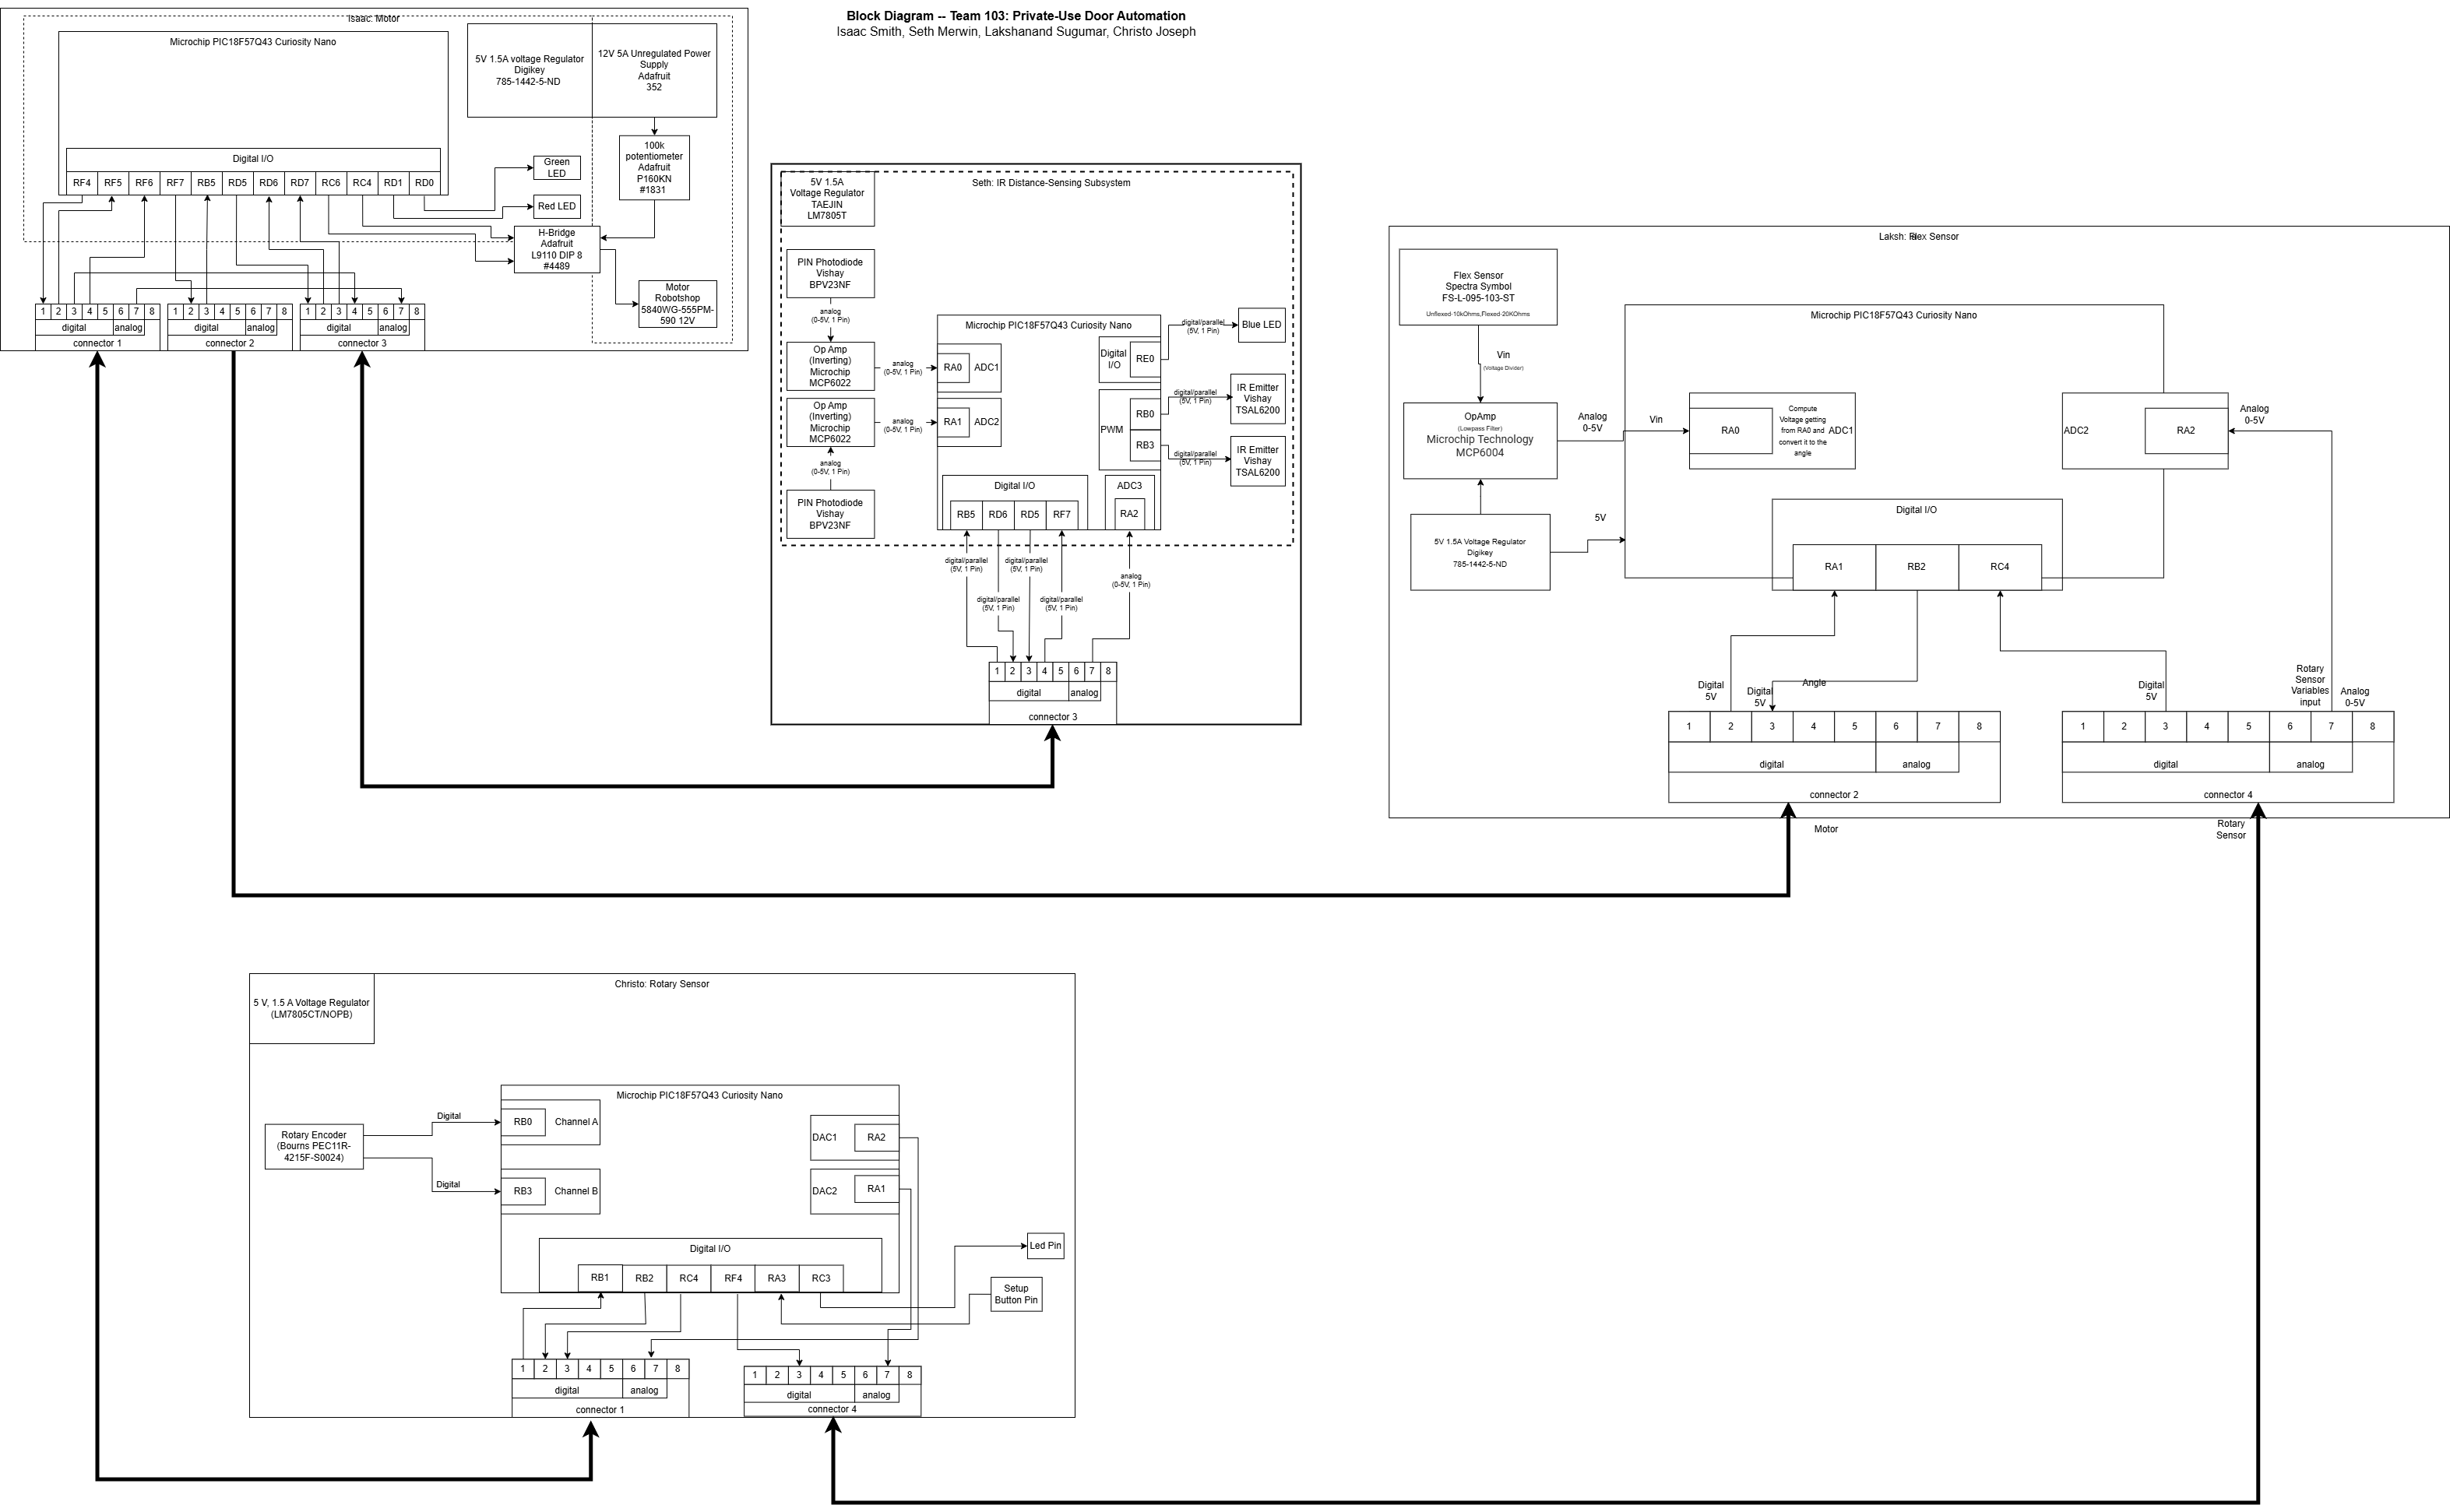 Block Diagram -- Team 103: Private-Use Door Automation
Isaac Smith, Seth Merwin, Lakshanand Sugumar, Christo Joseph
Isaac: Motor
Microchip PIC18F57Q43 Curiosity Nano
Digital I/O
RF4 RF5 RF6 RF7 RB5 RD5 RD6 RD7 RC6 RC4 RD1 RD0
5V 1.5A voltage Regulator
Digikey
785-1442-5-ND
12V 5A Unregulated Power
Supply
Adafruit
352
100k
potentiometer
Adafruit
P160KN
#1831
Green
LED
Red LED
H-Bridge
Adafruit
L9110 DIP 8
#4489
Motor
Robotshop
5840WG-555PM-
590 12V
1 2 3 4 5 6 7 8
digital analog
connector 1
1 2 3 4 5 6 7 8
digital analog
connector 2
1 2 3 4 5 6 7 8
digital analog
connector 3
Seth: IR Distance-Sensing Subsystem
5V 1.5A
Voltage Regulator
TAEJIN
LM7805T
PIN Photodiode
Vishay
BPV23NF
analog
(0-5V, 1 Pin)
Op Amp
(Inverting)
Microchip
MCP6022
analog
(0-5V, 1 Pin)
Op Amp
(Inverting)
Microchip
MCP6022
analog
(0-5V, 1 Pin)
analog
(0-5V, 1 Pin)
PIN Photodiode
Vishay
BPV23NF
Microchip PIC18F57Q43 Curiosity Nano
RA0 ADC1
RA1 ADC2
Digital
I/O
RE0
PWM
RB0
RB3
digital/parallel
(5V, 1 Pin)
Blue LED
digital/parallel
(5V, 1 Pin)
IR Emitter
Vishay
TSAL6200
digital/parallel
(5V, 1 Pin)
IR Emitter
Vishay
TSAL6200
Digital I/O
RB5 RD6 RD5 RF7
ADC3
RA2
digital/parallel
(5V, 1 Pin)
digital/parallel
(5V, 1 Pin)
digital/parallel
(5V, 1 Pin)
digital/parallel
(5V, 1 Pin)
analog
(0-5V, 1 Pin)
1 2 3 4 5 6 7 8
digital analog
connector 3
Laksh: Flex Sensor
Flex Sensor
Spectra Symbol
FS-L-095-103-ST
Unflexed-10kOhms,Flexed-20KOhms
Vin
(Voltage Divider)
OpAmp
(Lowpass Filter)
Microchip Technology
MCP6004
Analog
0-5V
Vin
5V 1.5A Voltage Regulator
Digikey
785-1442-5-ND
5V
Microchip PIC18F57Q43 Curiosity Nano
RA0
Compute
Voltage getting
from RA0 and
convert it to the
angle
ADC1
ADC2
RA2
Analog
0-5V
Digital I/O
RA1 RB2 RC4
Digital
5V
Digital
5V
Angle
Digital
5V
Rotary
Sensor
Variables
input
Analog
0-5V
1 2 3 4 5 6 7 8
digital analog
connector 2
1 2 3 4 5 6 7 8
digital analog
connector 4
Motor
Rotary
Sensor
Christo: Rotary Sensor
5 V, 1.5 A Voltage Regulator
(LM7805CT/NOPB)
Microchip PIC18F57Q43 Curiosity Nano
Rotary Encoder
(Bourns PEC11R-
4215F-S0024)
Digital
Digital
RB0 Channel A
RB3 Channel B
DAC1 RA2
DAC2 RA1
Digital I/O
RB1 RB2 RC4 RF4 RA3 RC3
Led Pin
Setup
Button Pin
1 2 3 4 5 6 7 8
digital analog
connector 1
1 2 3 4 5 6 7 8
digital analog
connector 4